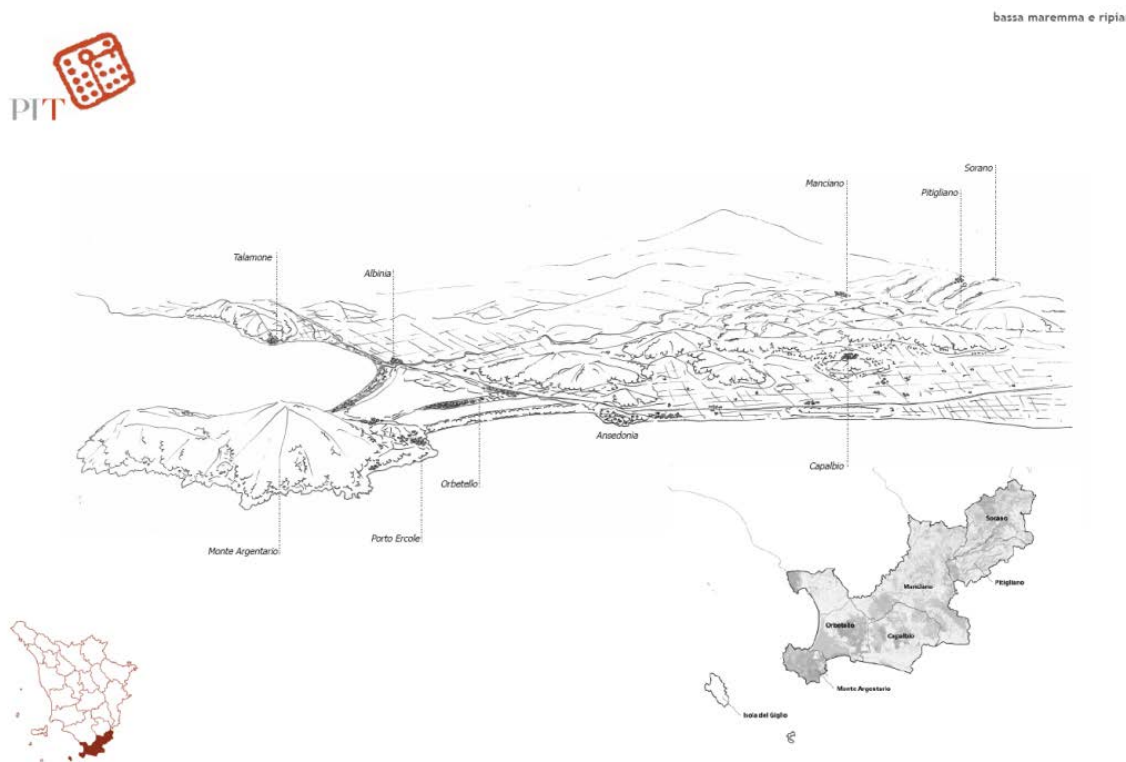 bassa maremma e ripia
PIT
Sorano
Manciano
Pitigliano
Talamone
Albinia
Ansedonia
Capalbio
Orbetello
Porto Ercole
Monte Argentario
Sorano
Pitigliano
Manciano
Orbetello
Capalbio
Monte Argentario
Isola del Giglio